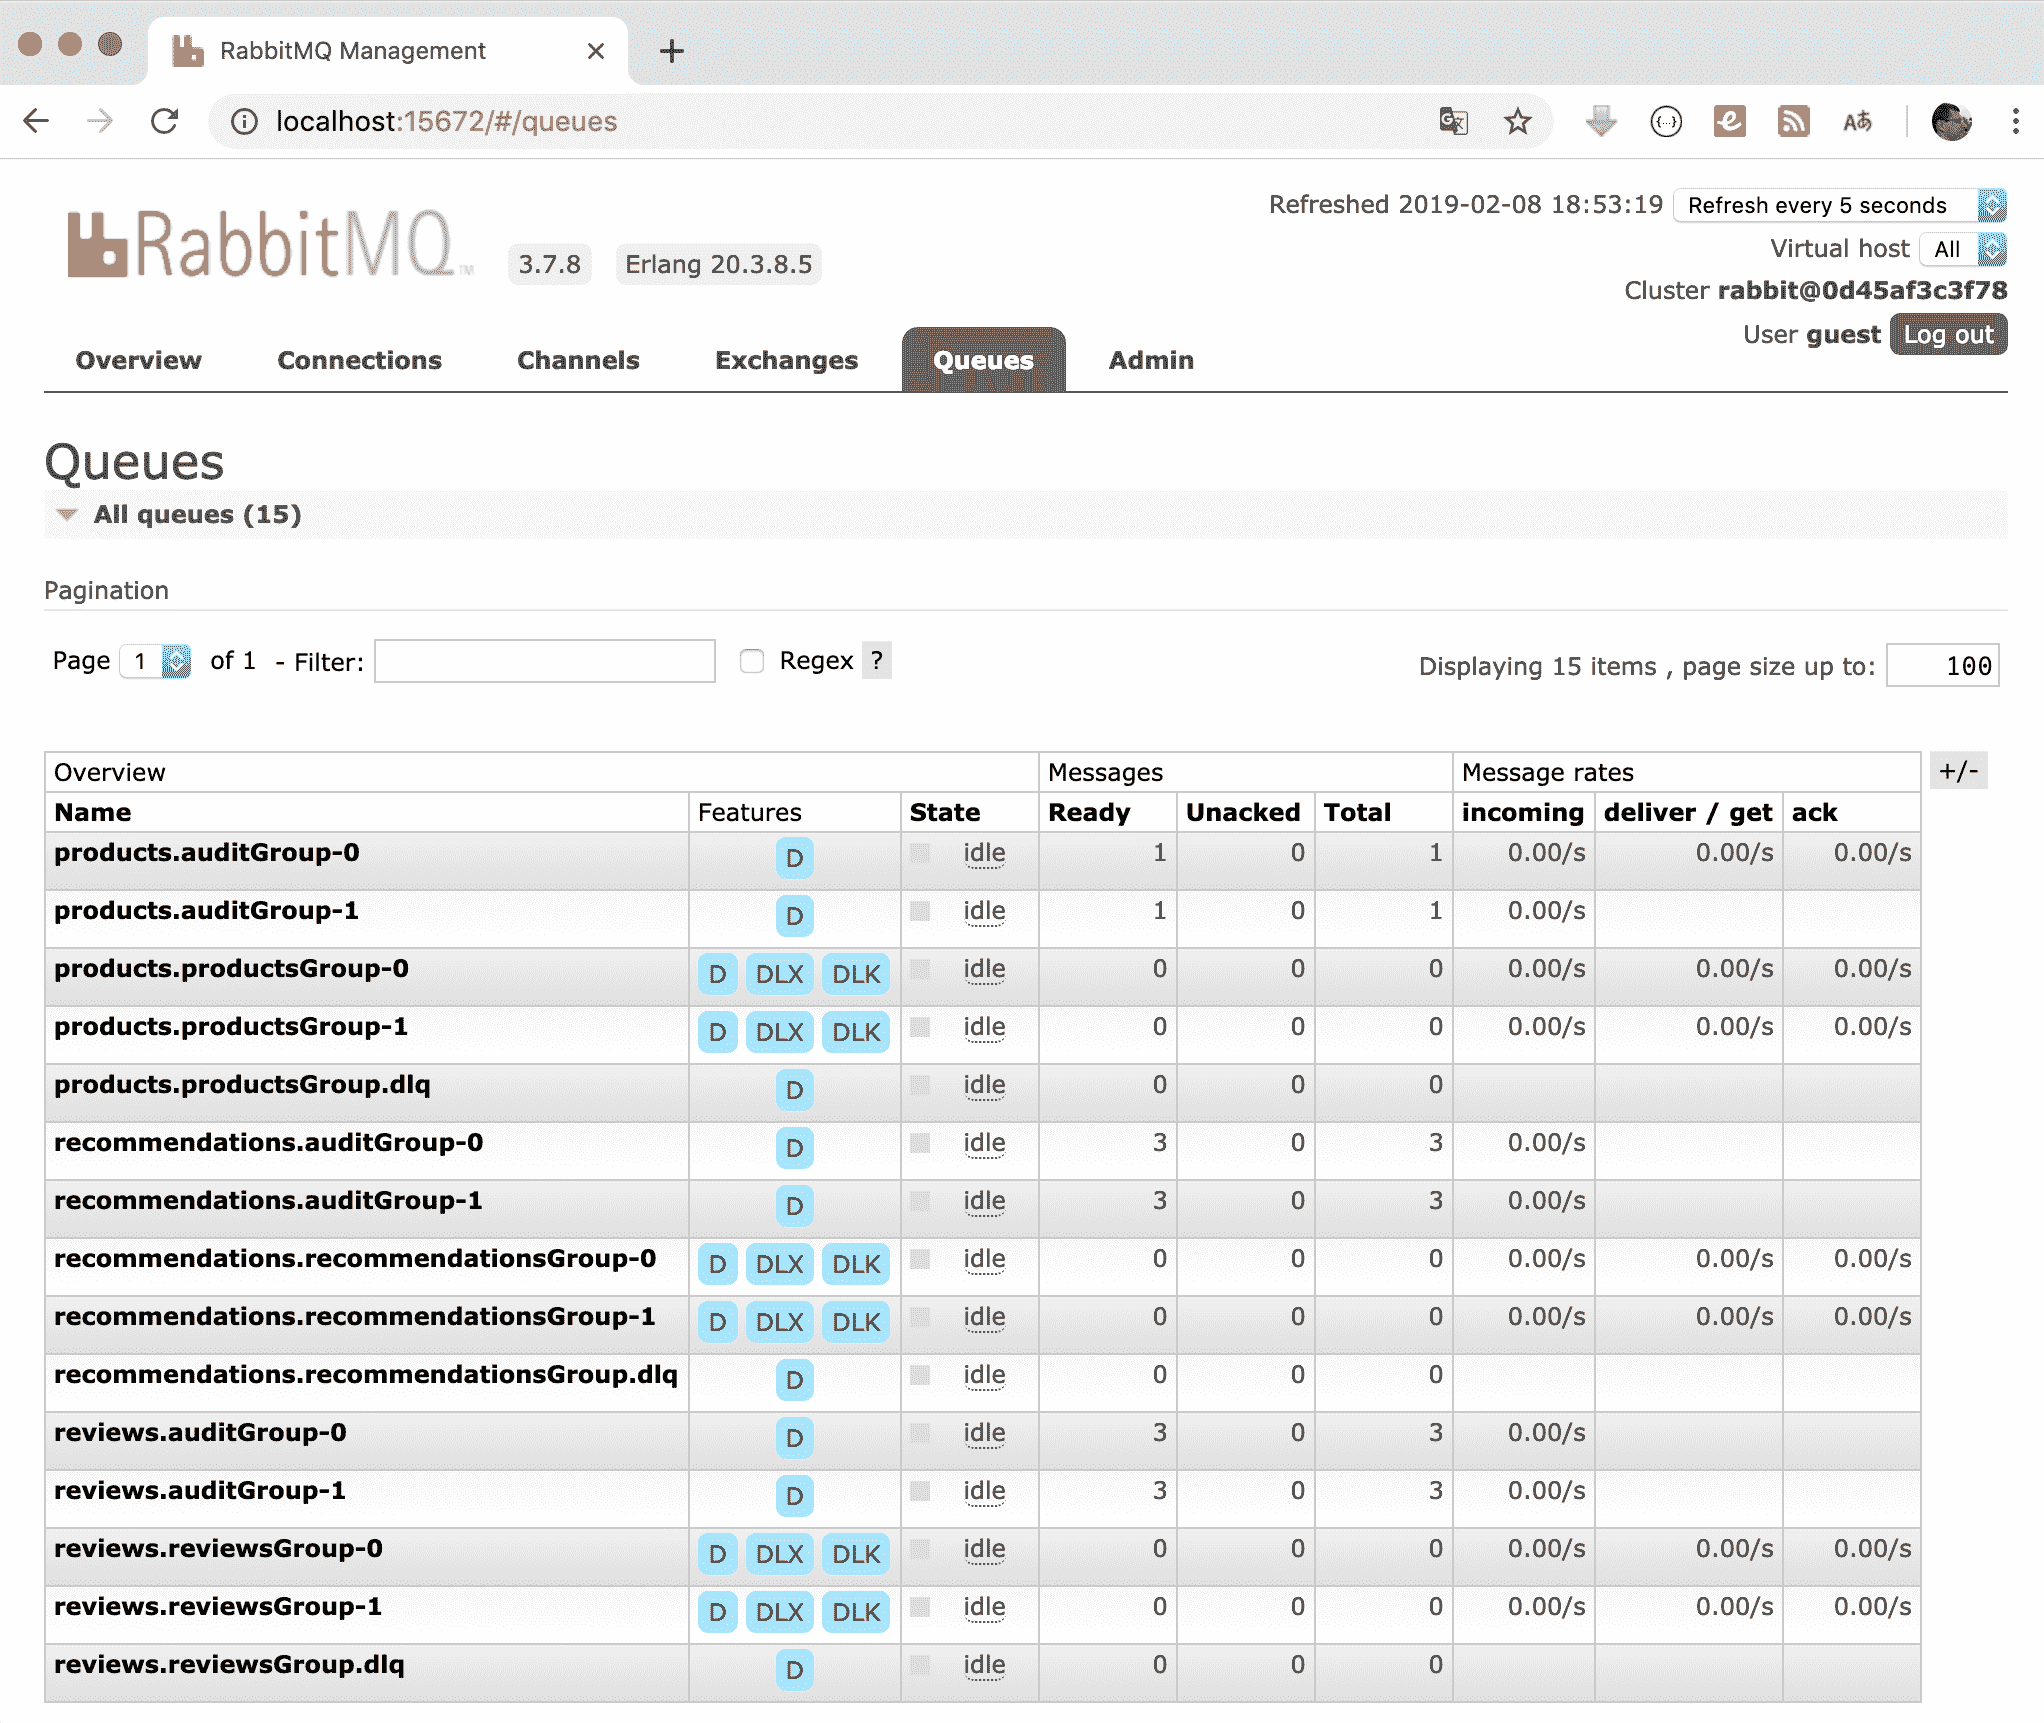 RabbitMQ Management
localhost:15672/#/queues
RabbitMQ TM 3.7.8 Erlang 20.3.8.5
Refreshed 2019-02-08 18:53:19 Refresh every 5 seconds
Virtual host All
Cluster rabbit@0d45af3c3f78
User guest Log out
Overview Connections Channels Exchanges Queues Admin
Queues
All queues (15)
Pagination
Page 1 of 1 - Filter: Regex ? Displaying 15 items , page size up to: 100
Overview Messages Message rates +/-
Name Features State Ready Unacked Total incoming deliver / get ack
products.auditGroup-0 D idle 1 0 1 0.00/s 0.00/s 0.00/s
products.auditGroup-1 D idle 1 0 1 0.00/s
products.productsGroup-0 D DLX DLK idle 0 0 0 0.00/s 0.00/s 0.00/s
products.productsGroup-1 D DLX DLK idle 0 0 0 0.00/s 0.00/s 0.00/s
products.productsGroup.dlq D idle 0 0 0
recommendations.auditGroup-0 D idle 3 0 3 0.00/s
recommendations.auditGroup-1 D idle 3 0 3 0.00/s
recommendations.recommendationsGroup-0 D DLX DLK idle 0 0 0 0.00/s 0.00/s 0.00/s
recommendations.recommendationsGroup-1 D DLX DLK idle 0 0 0 0.00/s 0.00/s 0.00/s
recommendations.recommendationsGroup.dlq D idle 0 0 0
reviews.auditGroup-0 D idle 3 0 3 0.00/s
reviews.auditGroup-1 D idle 3 0 3 0.00/s
reviews.reviewsGroup-0 D DLX DLK idle 0 0 0 0.00/s 0.00/s 0.00/s
reviews.reviewsGroup-1 D DLX DLK idle 0 0 0 0.00/s 0.00/s 0.00/s
reviews.reviewsGroup.dlq D idle 0 0 0